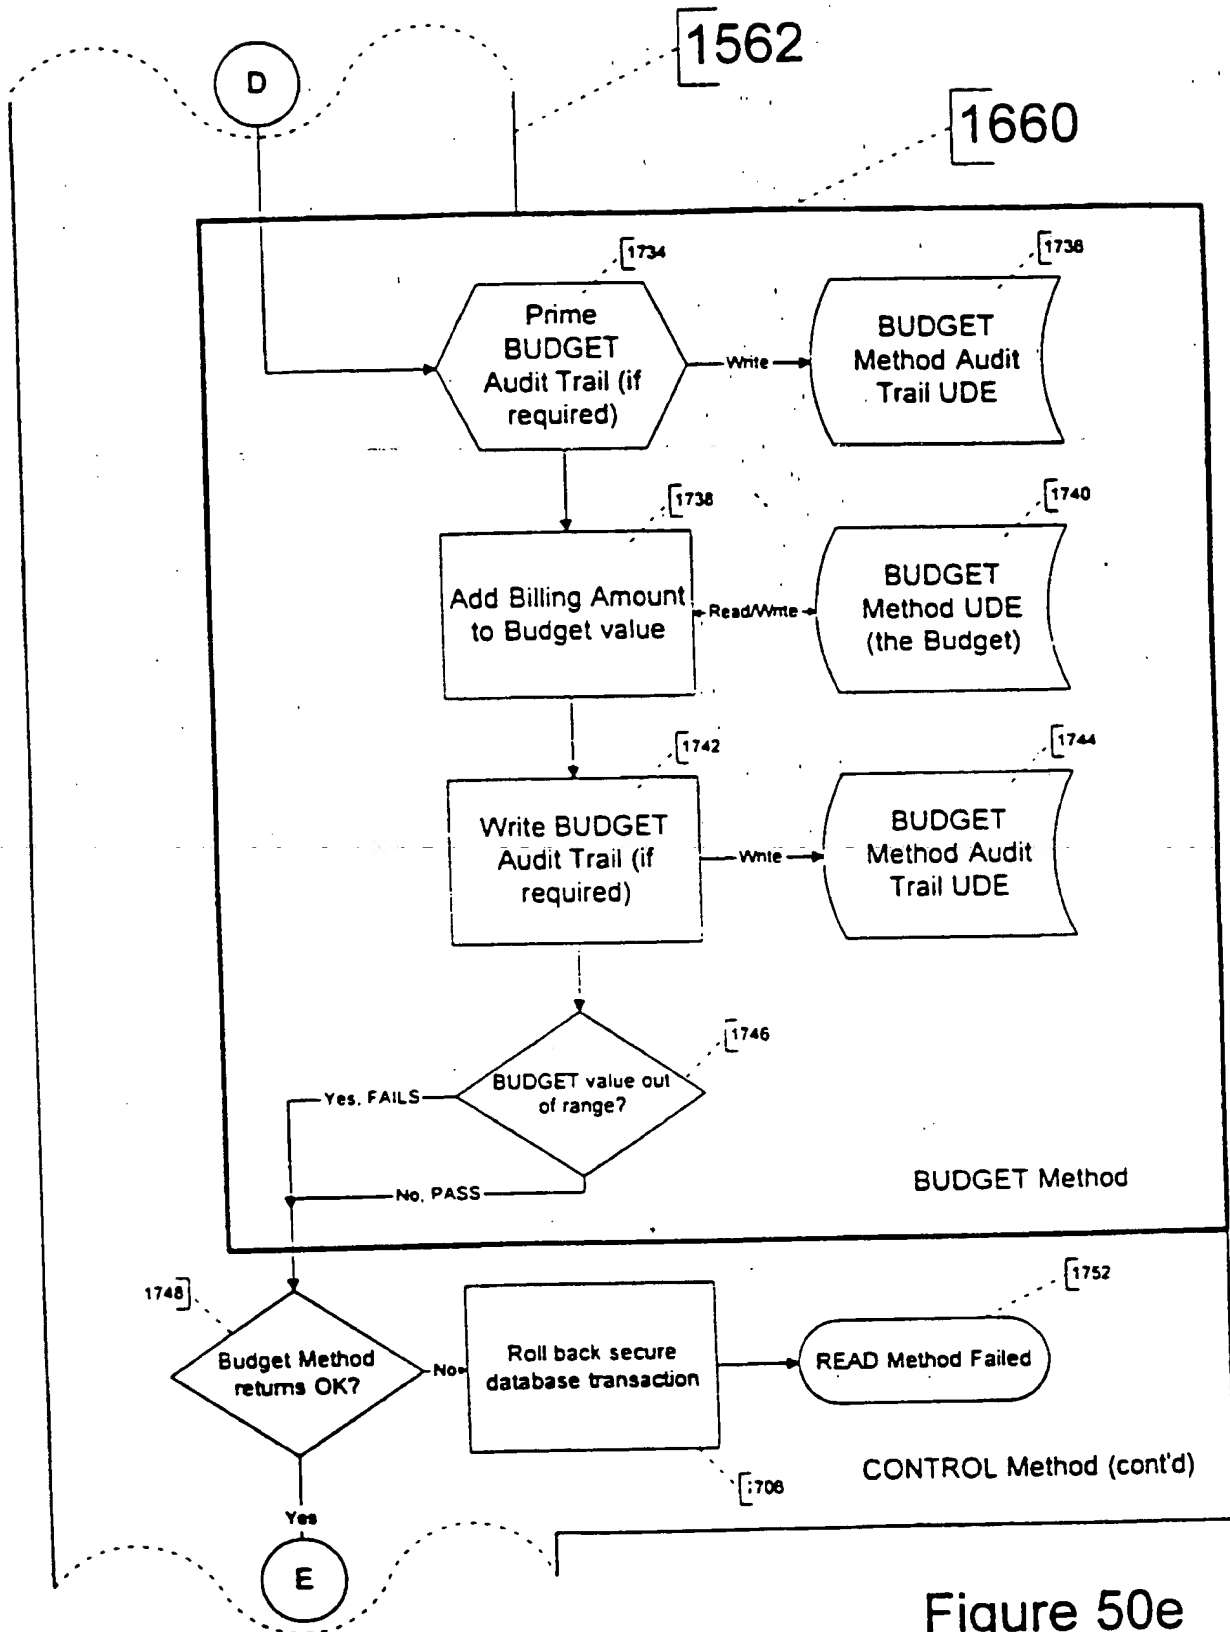 D
1562
1660
1734
Prime
BUDGET
Audit Trail (if
required)
Write
1738
BUDGET
Method Audit
Trail UDE
1738
Add Billing Amount
to Budget value
Read/Write
1740
BUDGET
Method UDE
(the Budget)
1742
Write BUDGET
Audit Trail (if
required)
Write
1744
BUDGET
Method Audit
Trail UDE
1746
BUDGET value out
of range?
Yes, FAILS
No, PASS
BUDGET Method
1748
Budget Method
returns OK?
No
Roll back secure
database transaction
1752
READ Method Failed
1706
CONTROL Method (cont'd)
Yes
E
Figure 50e